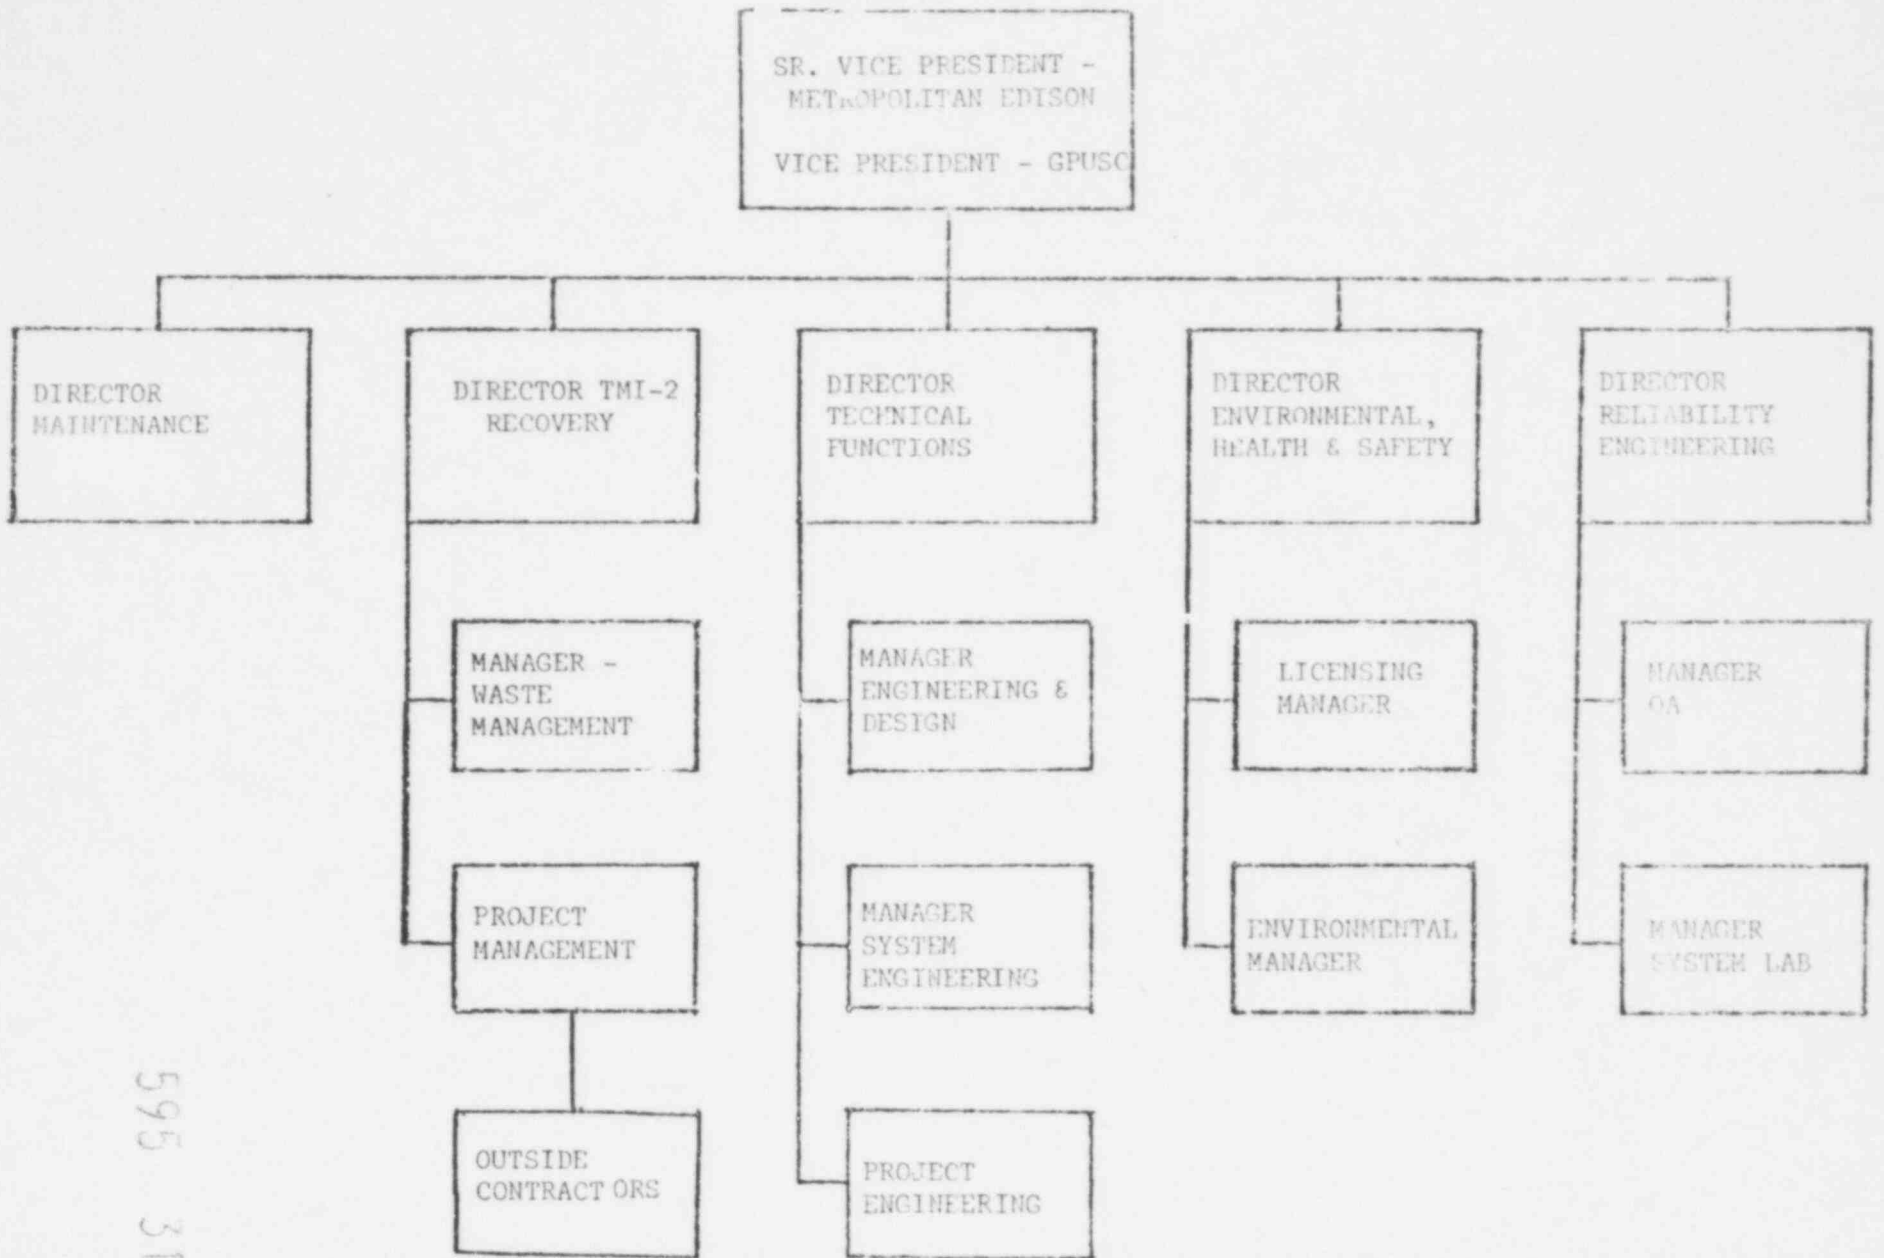 SR. VICE PRESIDENT -
METROPOLITAN EDISON
VICE PRESIDENT - GPUSC
DIRECTOR
MAINTENANCE
DIRECTOR TMI-2
RECOVERY
DIRECTOR
TECHNICAL
FUNCTIONS
DIRECTOR
ENVIRONMENTAL,
HEALTH & SAFETY
DIRECTOR
RELIABILITY
ENGINEERING
MANAGER -
WASTE
MANAGEMENT
MANAGER
ENGINEERING &
DESIGN
LICENSING
MANAGER
MANAGER
QA
PROJECT
MANAGEMENT
MANAGER
SYSTEM
ENGINEERING
ENVIRONMENTAL
MANAGER
MANAGER
SYSTEM LAB
OUTSIDE
CONTRACT ORS
PROJECT
ENGINEERING
595